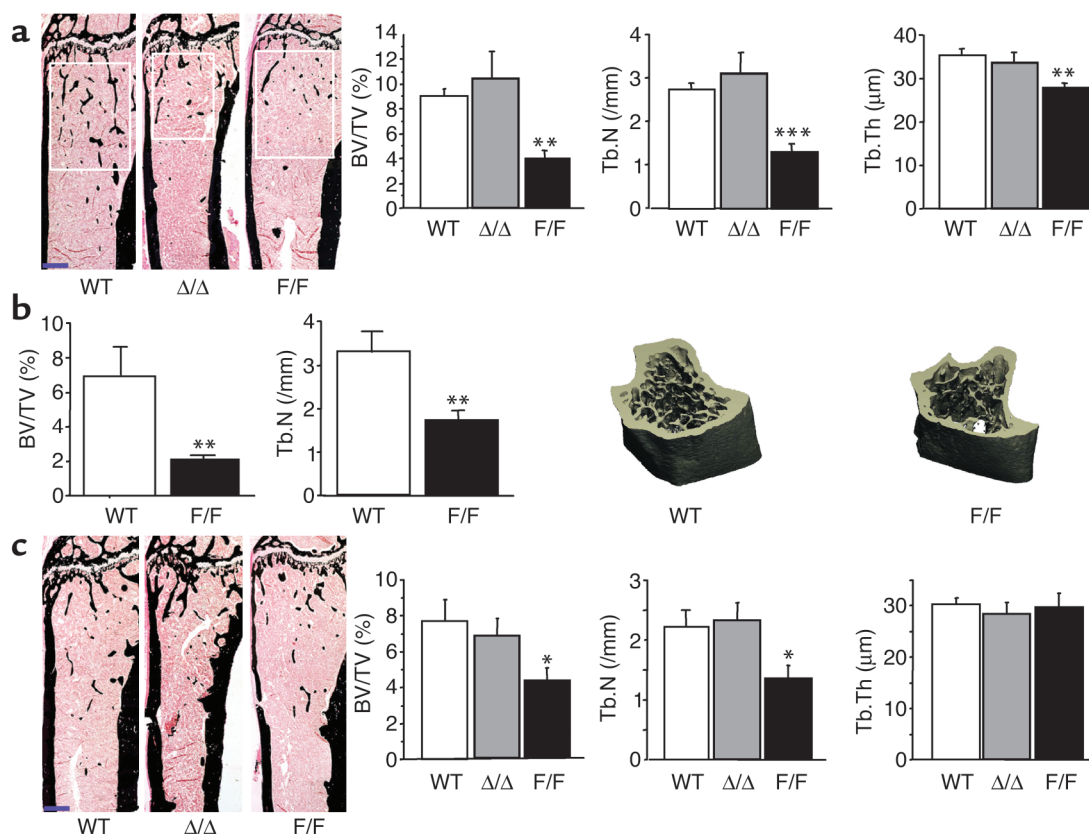 a
WT Δ/Δ F/F
BV/TV (%)
14
12
10
8
6
4
2
0
**
WT Δ/Δ F/F
Tb.N (/mm)
4
3
2
1
0
***
WT Δ/Δ F/F
Tb.Th (μm)
40
30
20
10
0
**
WT Δ/Δ F/F
b
BV/TV (%)
10
8
6
4
2
0
**
WT F/F
Tb.N (/mm)
4
3
2
1
0
**
WT F/F
WT
F/F
c
WT Δ/Δ F/F
BV/TV (%)
10
8
6
4
2
0
*
WT Δ/Δ F/F
Tb.N (/mm)
3
2
1
0
*
WT Δ/Δ F/F
Tb.Th (μm)
30
20
10
0
WT Δ/Δ F/F